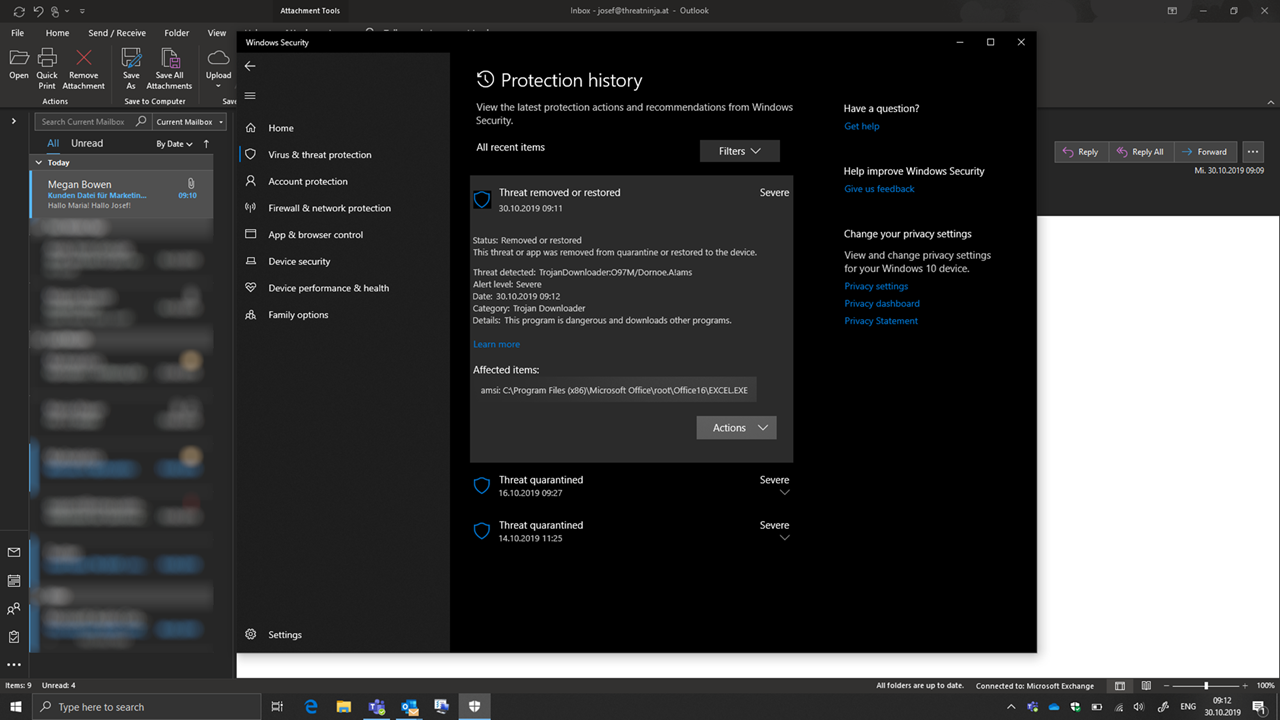 Attachment Tools
Inbox - josef@threatninja.at - Outlook
File Home Send / Receive Folder View
Open Quick Print Remove Attachment Save As Save All Attachments Upload
Actions Save to Computer
Search Current Mailbox Current Mailbox
All Unread By Date
Today
Megan Bowen
Kunden Datei für Marketin... 09:10
Hallo Maria! Hallo Josef!
Reply Reply All Forward
Mi. 30.10.2019 09:09
Windows Security
Home
Virus & threat protection
Account protection
Firewall & network protection
App & browser control
Device security
Device performance & health
Family options
Settings
Protection history
View the latest protection actions and recommendations from Windows
Security.
All recent items
Filters
Threat removed or restored Severe
30.10.2019 09:11
Status: Removed or restored
This threat or app was removed from quarantine or restored to the device.
Threat detected: TrojanDownloader:O97M/Dornoe.A!ams
Alert level: Severe
Date: 30.10.2019 09:12
Category: Trojan Downloader
Details: This program is dangerous and downloads other programs.
Learn more
Affected items:
amsi: C:\Program Files (x86)\Microsoft Office\root\Office16\EXCEL.EXE
Actions
Threat quarantined Severe
16.10.2019 09:27
Threat quarantined Severe
14.10.2019 11:25
Have a question?
Get help
Help improve Windows Security
Give us feedback
Change your privacy settings
View and change privacy settings
for your Windows 10 device.
Privacy settings
Privacy dashboard
Privacy Statement
Items: 9 Unread: 4
All folders are up to date. Connected to: Microsoft Exchange 100%
Type here to search
ENG
09:12
30.10.2019
1